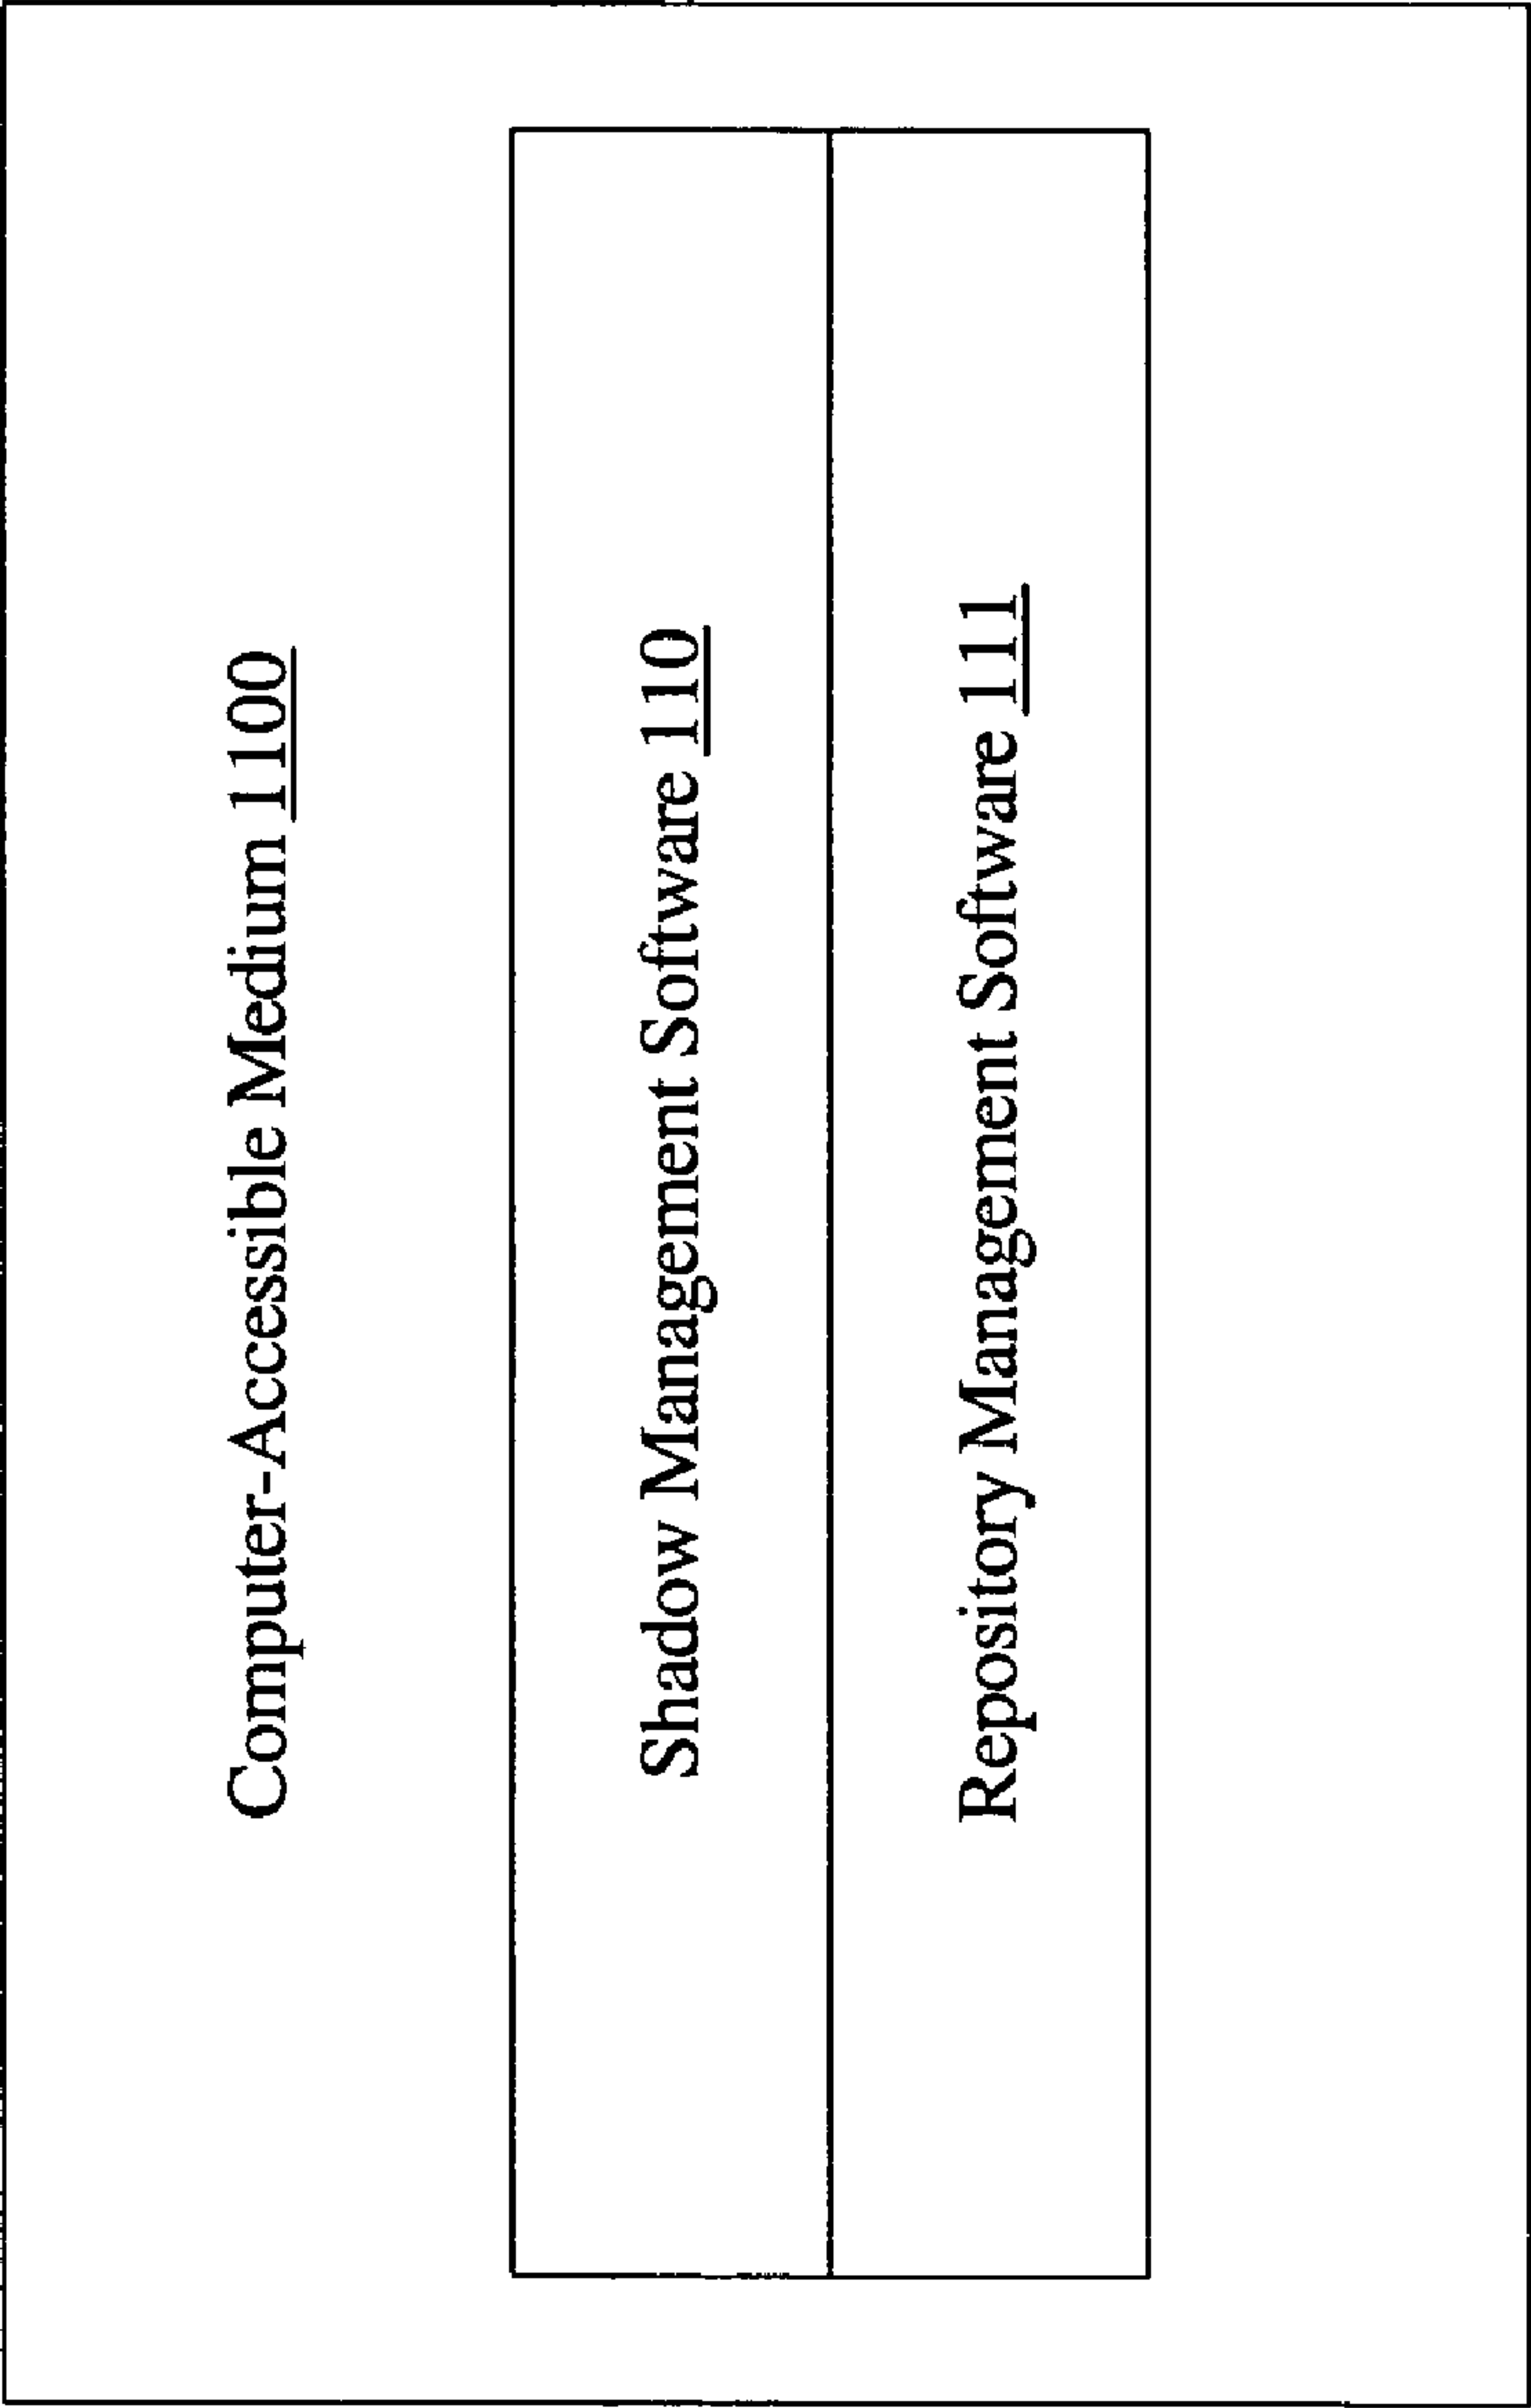 Computer-Accessible Medium 1100
Shadow Management Software 110
Repository Management Software 111